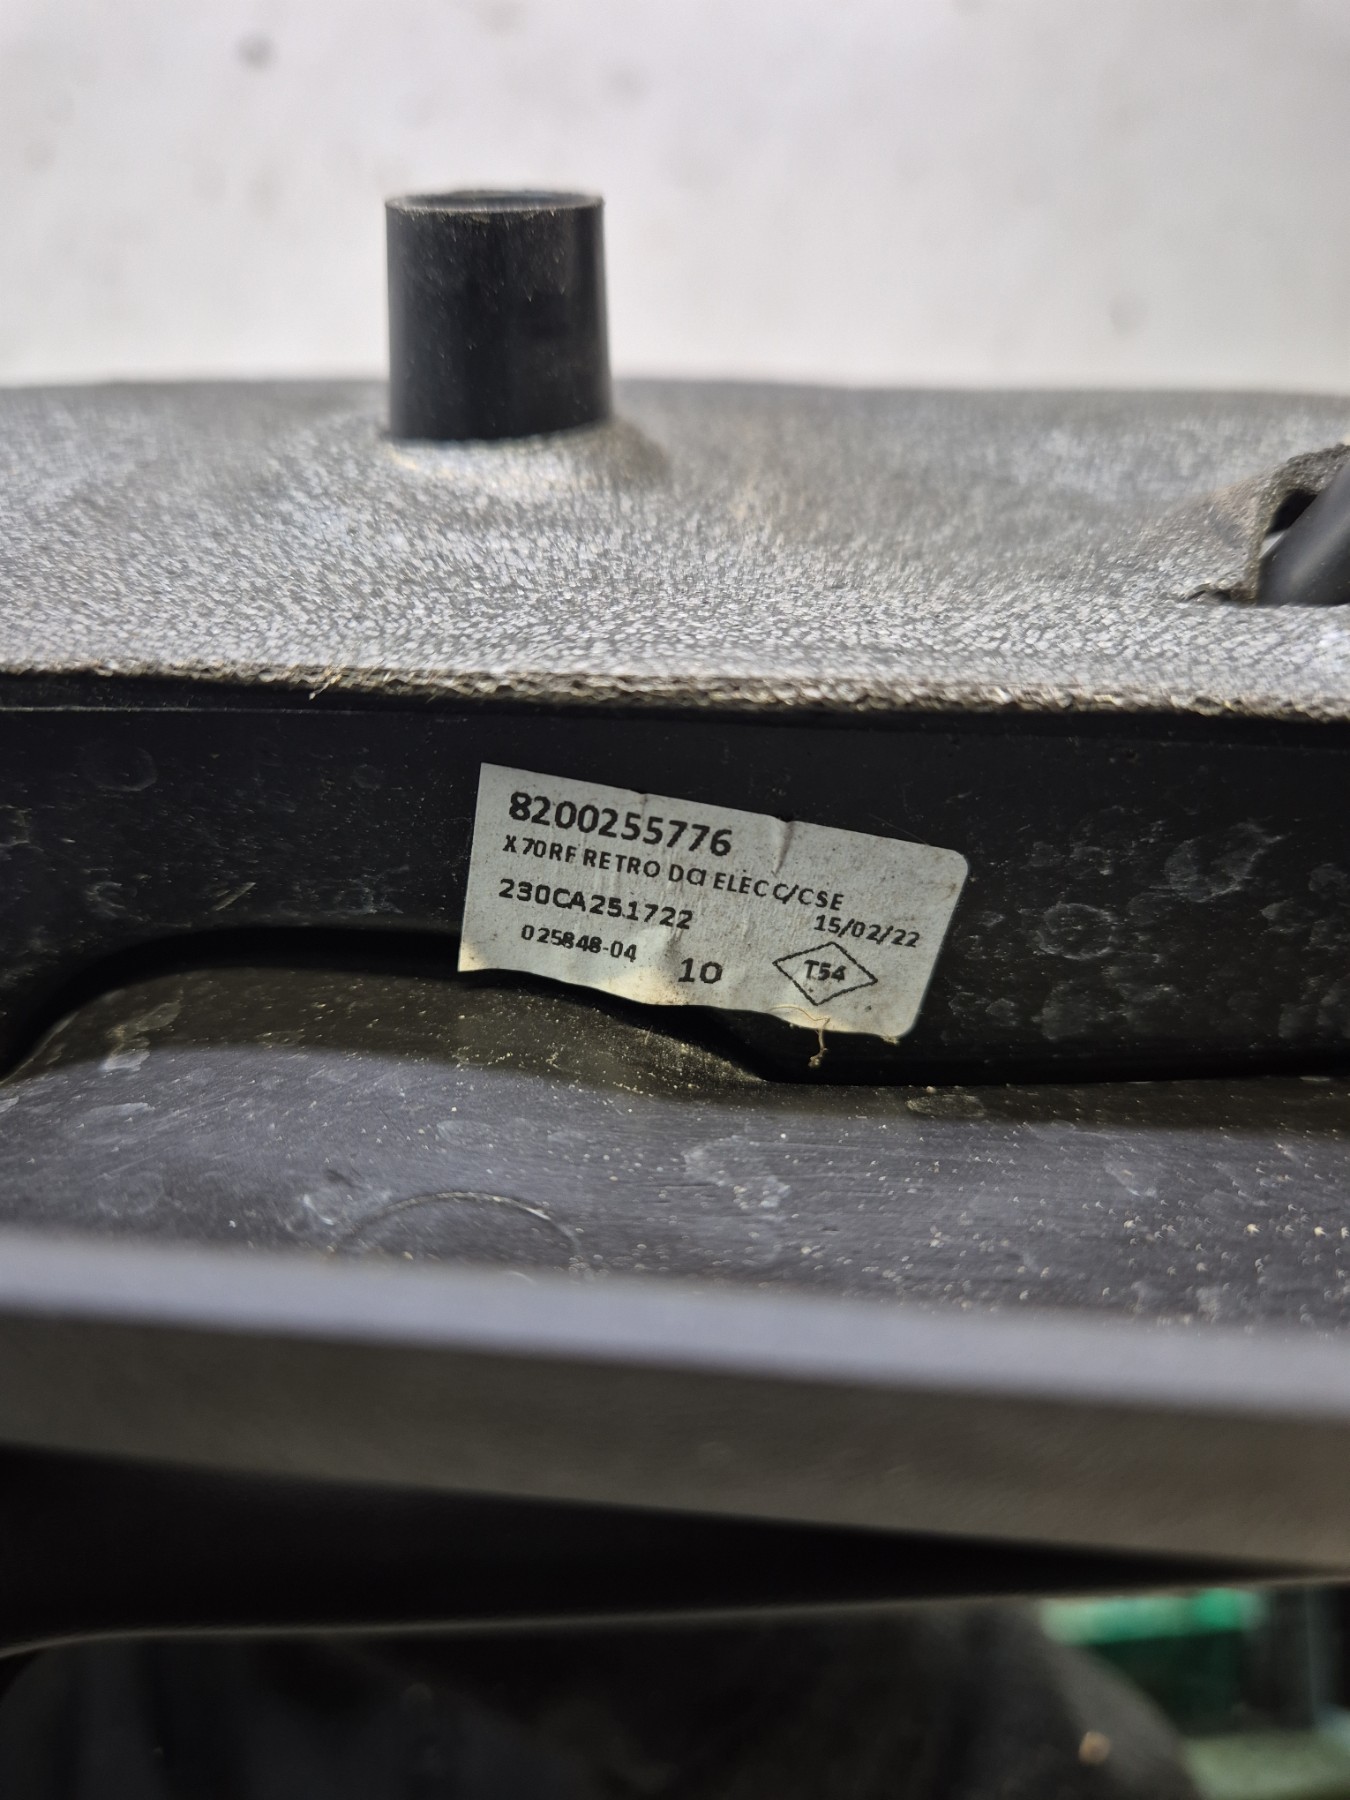 8200255776
X70RF RETRO DCI ELEC C/CSE
230CA251722 15/02/22
025848-04 10 T54